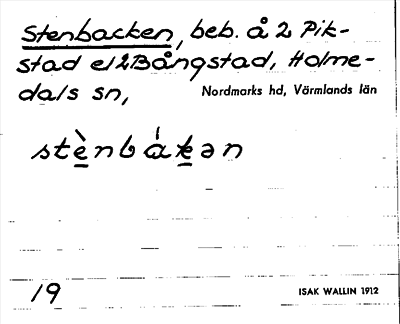 Stenbacken, beb. å 2 Pik-
stad el 2 Bångstad, Holme-
dals sn, Nordmarks hd, Värmlands län
stènbákən
19 ISAK WALLIN 1912